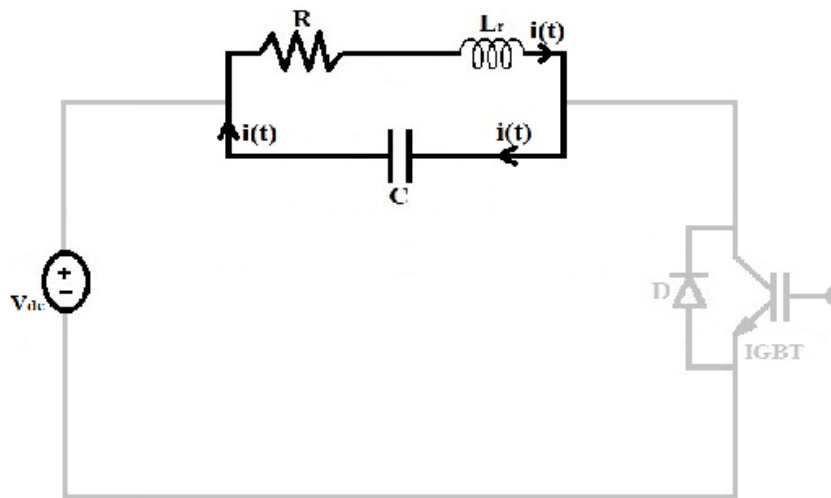 R
Lr
i(t)
i(t)
i(t)
C
+
−
Vdc
D
IGBT